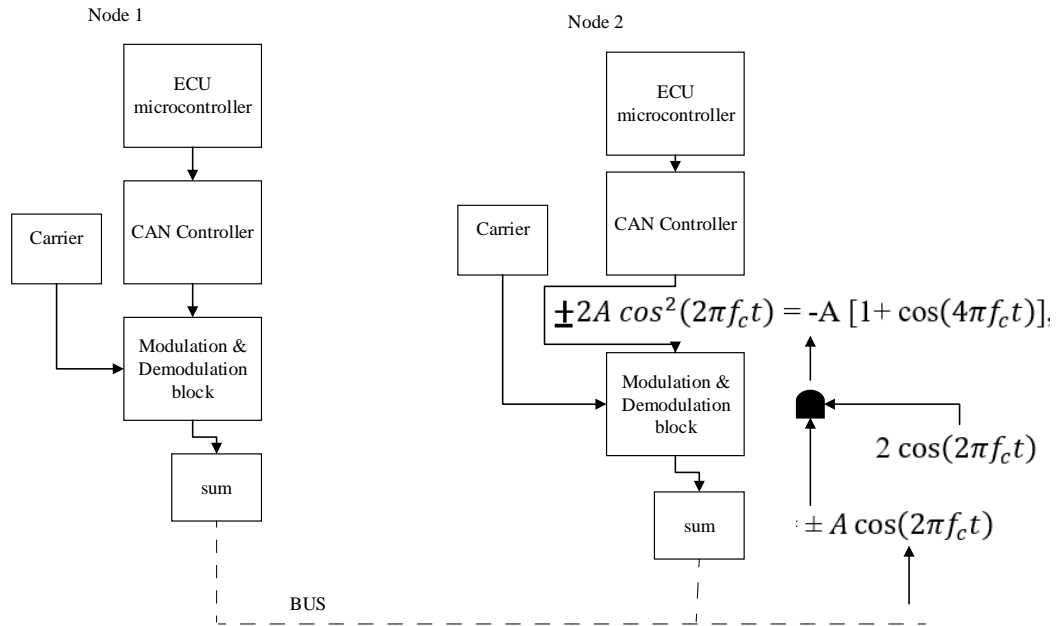 Node 1
ECU
microcontroller
CAN Controller
Carrier
Modulation &
Demodulation
block
sum
Node 2
ECU
microcontroller
CAN Controller
Carrier
±2A cos²(2πf_c t) = -A [1+ cos(4πf_c t)],
Modulation &
Demodulation
block
2 cos(2πf_c t)
sum
: ± A cos(2πf_c t)
BUS